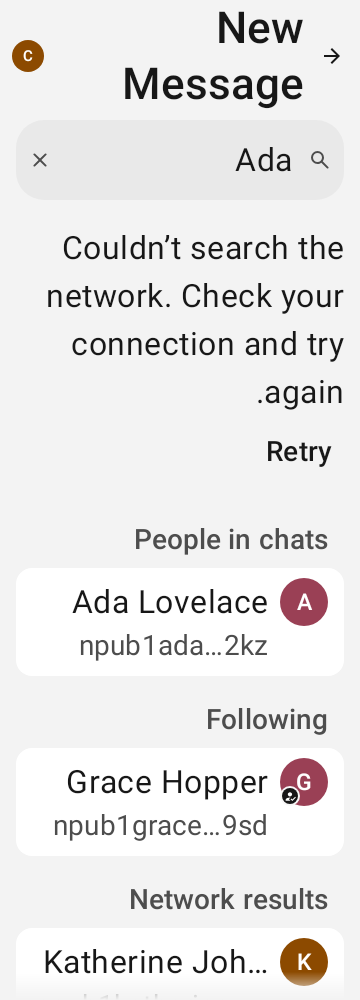 C
New
Message
Ada
Couldn’t search the
network. Check your
connection and try
again.
Retry
People in chats
A
Ada Lovelace
npub1ada…2kz
Following
G
Grace Hopper
npub1grace…9sd
Network results
K
Katherine Joh…